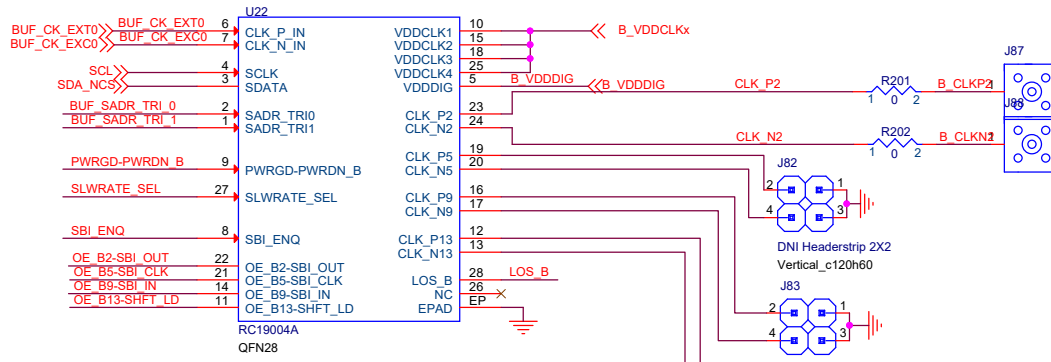 U22
BUF_CK_EXT0 BUF_CK_EXT0 6 CLK_P_IN
BUF_CK_EXC0 BUF_CK_EXC0 7 CLK_N_IN
SCL 4 SCLK
SDA_NCS 3 SDATA
BUF_SADR_TRI_0 2 SADR_TRI0
BUF_SADR_TRI_1 1 SADR_TRI1
PWRGD-PWRDN_B 9 PWRGD-PWRDN_B
SLWRATE_SEL 27 SLWRATE_SEL
SBI_ENQ 8 SBI_ENQ
OE_B2-SBI_OUT 22 OE_B2-SBI_OUT
OE_B5-SBI_CLK 21 OE_B5-SBI_CLK
OE_B9-SBI_IN 14 OE_B9-SBI_IN
OE_B13-SHFT_LD 11 OE_B13-SHFT_LD
RC19004A
QFN28
VDDCLK1 10 B_VDDCLKx
VDDCLK2 15
VDDCLK3 18
VDDCLK4 25
VDDDIG 5 B_VDDDIG B_VDDDIG
CLK_P2 23 CLK_P2
CLK_N2 24 CLK_N2
CLK_P5 19
CLK_N5 20
CLK_P9 16
CLK_N9 17
CLK_P13 12
CLK_N13 13
LOS_B 28 LOS_B
NC 26
EPAD EP
R201
1 0 2 B_CLKP2 1
J87
R202
1 0 2 B_CLKN2
J88
J82
2 1
4 3
DNI Headerstrip 2X2
Vertical_c120h60
J83
2 1
4 3